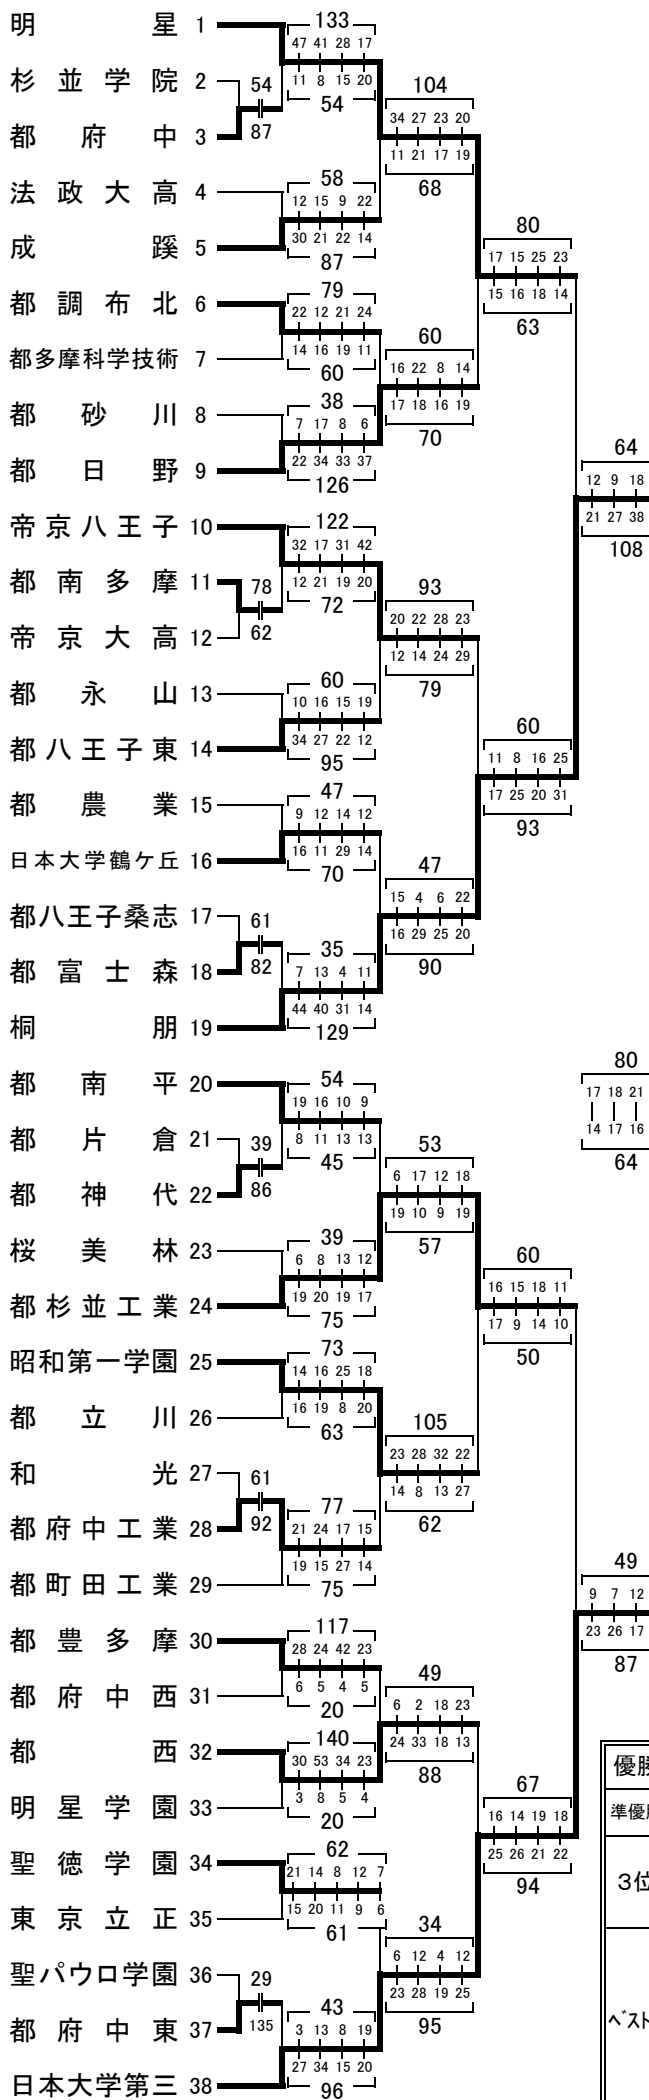 明星 1
杉並学院 2
都府中 3
法政大高 4
成蹊 5
都調布北 6
都多摩科学技術 7
都砂川 8
都日野 9
帝京八王子 10
都南多摩 11
帝京大高 12
都永山 13
都八王子東 14
都農業 15
日本大学鶴ケ丘 16
都八王子桑志 17
都富士森 18
桐朋 19
都南平 20
都片倉 21
都神代 22
桜美林 23
都杉並工業 24
昭和第一学園 25
都立川 26
和光 27
都府中工業 28
都町田工業 29
都豊多摩 30
都府中西 31
都西 32
明星学園 33
聖徳学園 34
東京立正 35
聖パウロ学園 36
都府中東 37
日本大学第三 38
54
87
78
62
61
82
39
86
61
92
29
135
133
47 41 28 17
11 8 15 20
54
58
12 15 9 22
30 21 22 14
87
79
22 12 21 24
14 16 19 11
60
38
7 17 8 6
22 34 33 37
126
122
32 17 31 42
12 21 19 20
72
60
10 16 15 19
34 27 22 12
95
47
9 12 14 12
16 11 29 14
70
35
7 13 4 11
44 40 31 14
129
54
19 16 10 9
8 11 13 13
45
39
6 8 13 12
19 20 19 17
75
73
14 16 25 18
16 19 8 20
63
77
21 24 17 15
19 15 27 14
75
117
28 24 42 23
6 5 4 5
20
140
30 53 34 23
3 8 5 4
20
62
21 14 8 12 7
15 20 11 9 6
61
43
3 13 8 19
27 34 15 20
96
104
34 27 23 20
11 21 17 19
68
60
16 22 8 14
17 18 16 19
70
93
20 22 28 23
12 14 24 29
79
47
15 4 6 22
16 29 25 20
90
53
6 17 12 18
19 10 9 19
57
105
23 28 32 22
14 8 13 27
62
49
6 2 18 23
24 33 18 13
88
34
6 12 4 12
23 28 19 25
95
80
17 15 25 23
15 16 18 14
63
60
11 8 16 25
17 25 20 31
93
60
16 15 18 11
17 9 14 10
50
67
16 14 19 18
25 26 21 22
94
64
12 9 18
21 27 38
108
80
17 18 21
14 17 16
64
49
9 7 12
23 26 17
87
優勝
準優勝
3位
ベスト